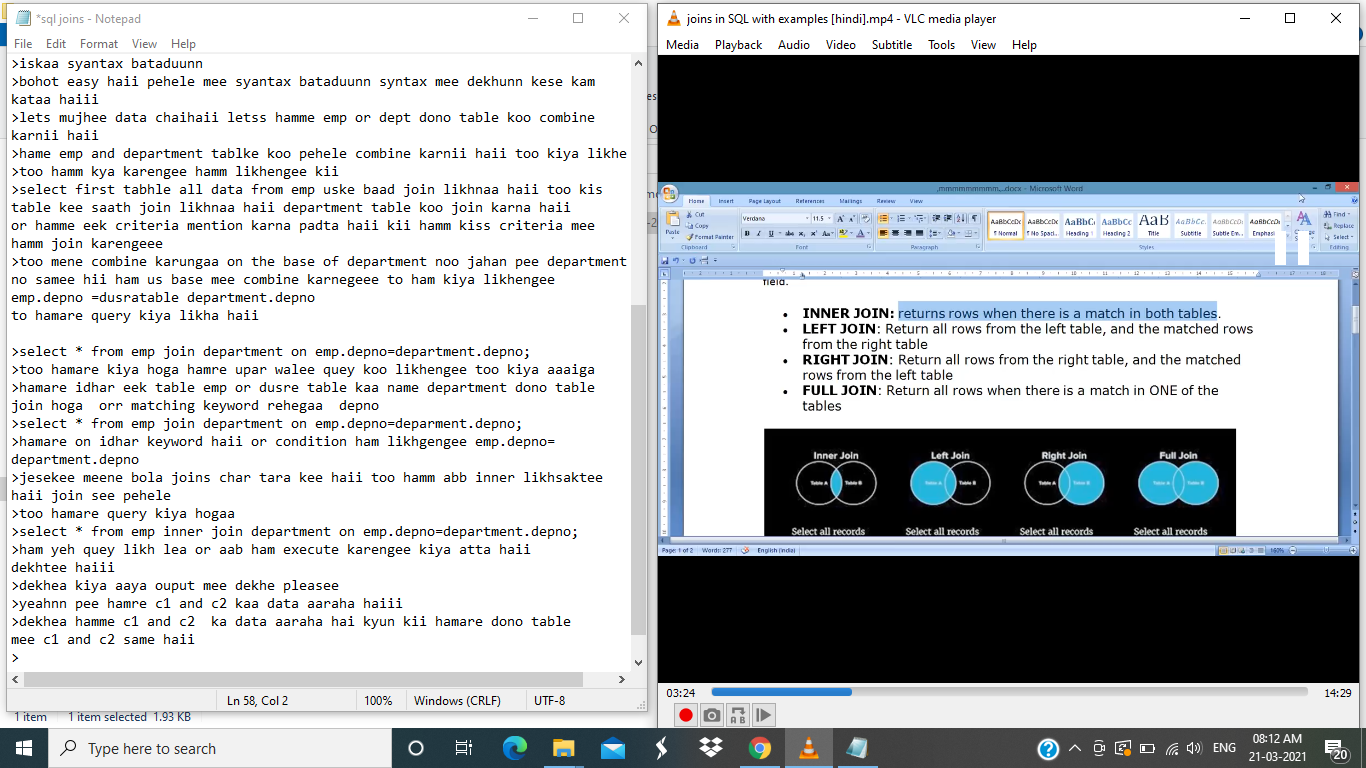 *sql joins - Notepad
File Edit Format View Help
>iskaa syantax bataduunn
>bohot easy haii pehele mee syantax bataduunn syntax mee dekhunn kese kam
kataa haiii
>lets mujhee data chaihaii letss hamme emp or dept dono table koo combine
karnii haii
>hame emp and department tablke koo pehele combine karnii haii too kiya likhe
>too hamm kya karengee hamm likhengee kii
>select first tabhle all data from emp uske baad join likhnaa haii too kis
table kee saath join likhnaa haii department table koo join karna haii
or hamme eek criteria mention karna padta haii kii hamm kiss criteria mee
hamm join karengeee
>too mene combine karungaa on the base of department noo jahan pee department
no samee hii ham us base mee combine karnegeee to ham kiya likhengee
emp.depno =dusratable department.depno
to hamare query kiya likha haii
>select * from emp join department on emp.depno=department.depno;
>too hamare kiya hoga hamre upar walee quey koo likhengee too kiya aaaiga
>hamare idhar eek table emp or dusre table kaa name department dono table
join hoga  orr matching keyword rehegaa  depno
>select * from emp join department on emp.depno=deparment.depno;
>hamare on idhar keyword haii or condition ham likhgengee emp.depno=
department.depno
>jesekee meene bola joins char tara kee haii too hamm abb inner likhsaktee
haii join see pehele
>too hamare query kiya hogaa
>select * from emp inner join department on emp.depno=department.depno;
>ham yeh quey likh lea or aab ham execute karengee kiya atta haii
dekhtee haiii
>dekhea kiya aaya ouput mee dekhe pleasee
>yeahnn pee hamre c1 and c2 kaa data aaraha haiii
>dekhea hamme c1 and c2  ka data aaraha hai kyun kii hamare dono table
mee c1 and c2 same haii
>
Ln 58, Col 2 100% Windows (CRLF) UTF-8
1 item 1 item selected 1.93 KB
joins in SQL with examples [hindi].mp4 - VLC media player
Media Playback Audio Video Subtitle Tools View Help
,mmmmmmmmm,,..docx - Microsoft Word
Home Insert Page Layout References Mailings Review View
Paste Cut Copy Format Painter
Verdana 11.5
AaBbCcDc AaBbCcDc AaBbC AaBbCc AaB AaBbCc. AaBbCcDc AaBbCcD
Normal No Spaci... Heading 1 Heading 2 Title Subtitle Subtle Em... Emphasis
Find Replace Select
Clipboard Font Paragraph Styles Editing
field.
INNER JOIN: returns rows when there is a match in both tables.
LEFT JOIN: Return all rows from the left table, and the matched rows
from the right table
RIGHT JOIN: Return all rows from the right table, and the matched
rows from the left table
FULL JOIN: Return all rows when there is a match in ONE of the
tables
Inner Join Left Join Right Join Full Join
Table A Table B Table A Table B Table A Table B Table A Table B
Select all records Select all records Select all records Select all records
Page: 1 of 2 Words: 277 English (India) 160%
03:24 14:29
Type here to search
ENG
08:12 AM
21-03-2021
20